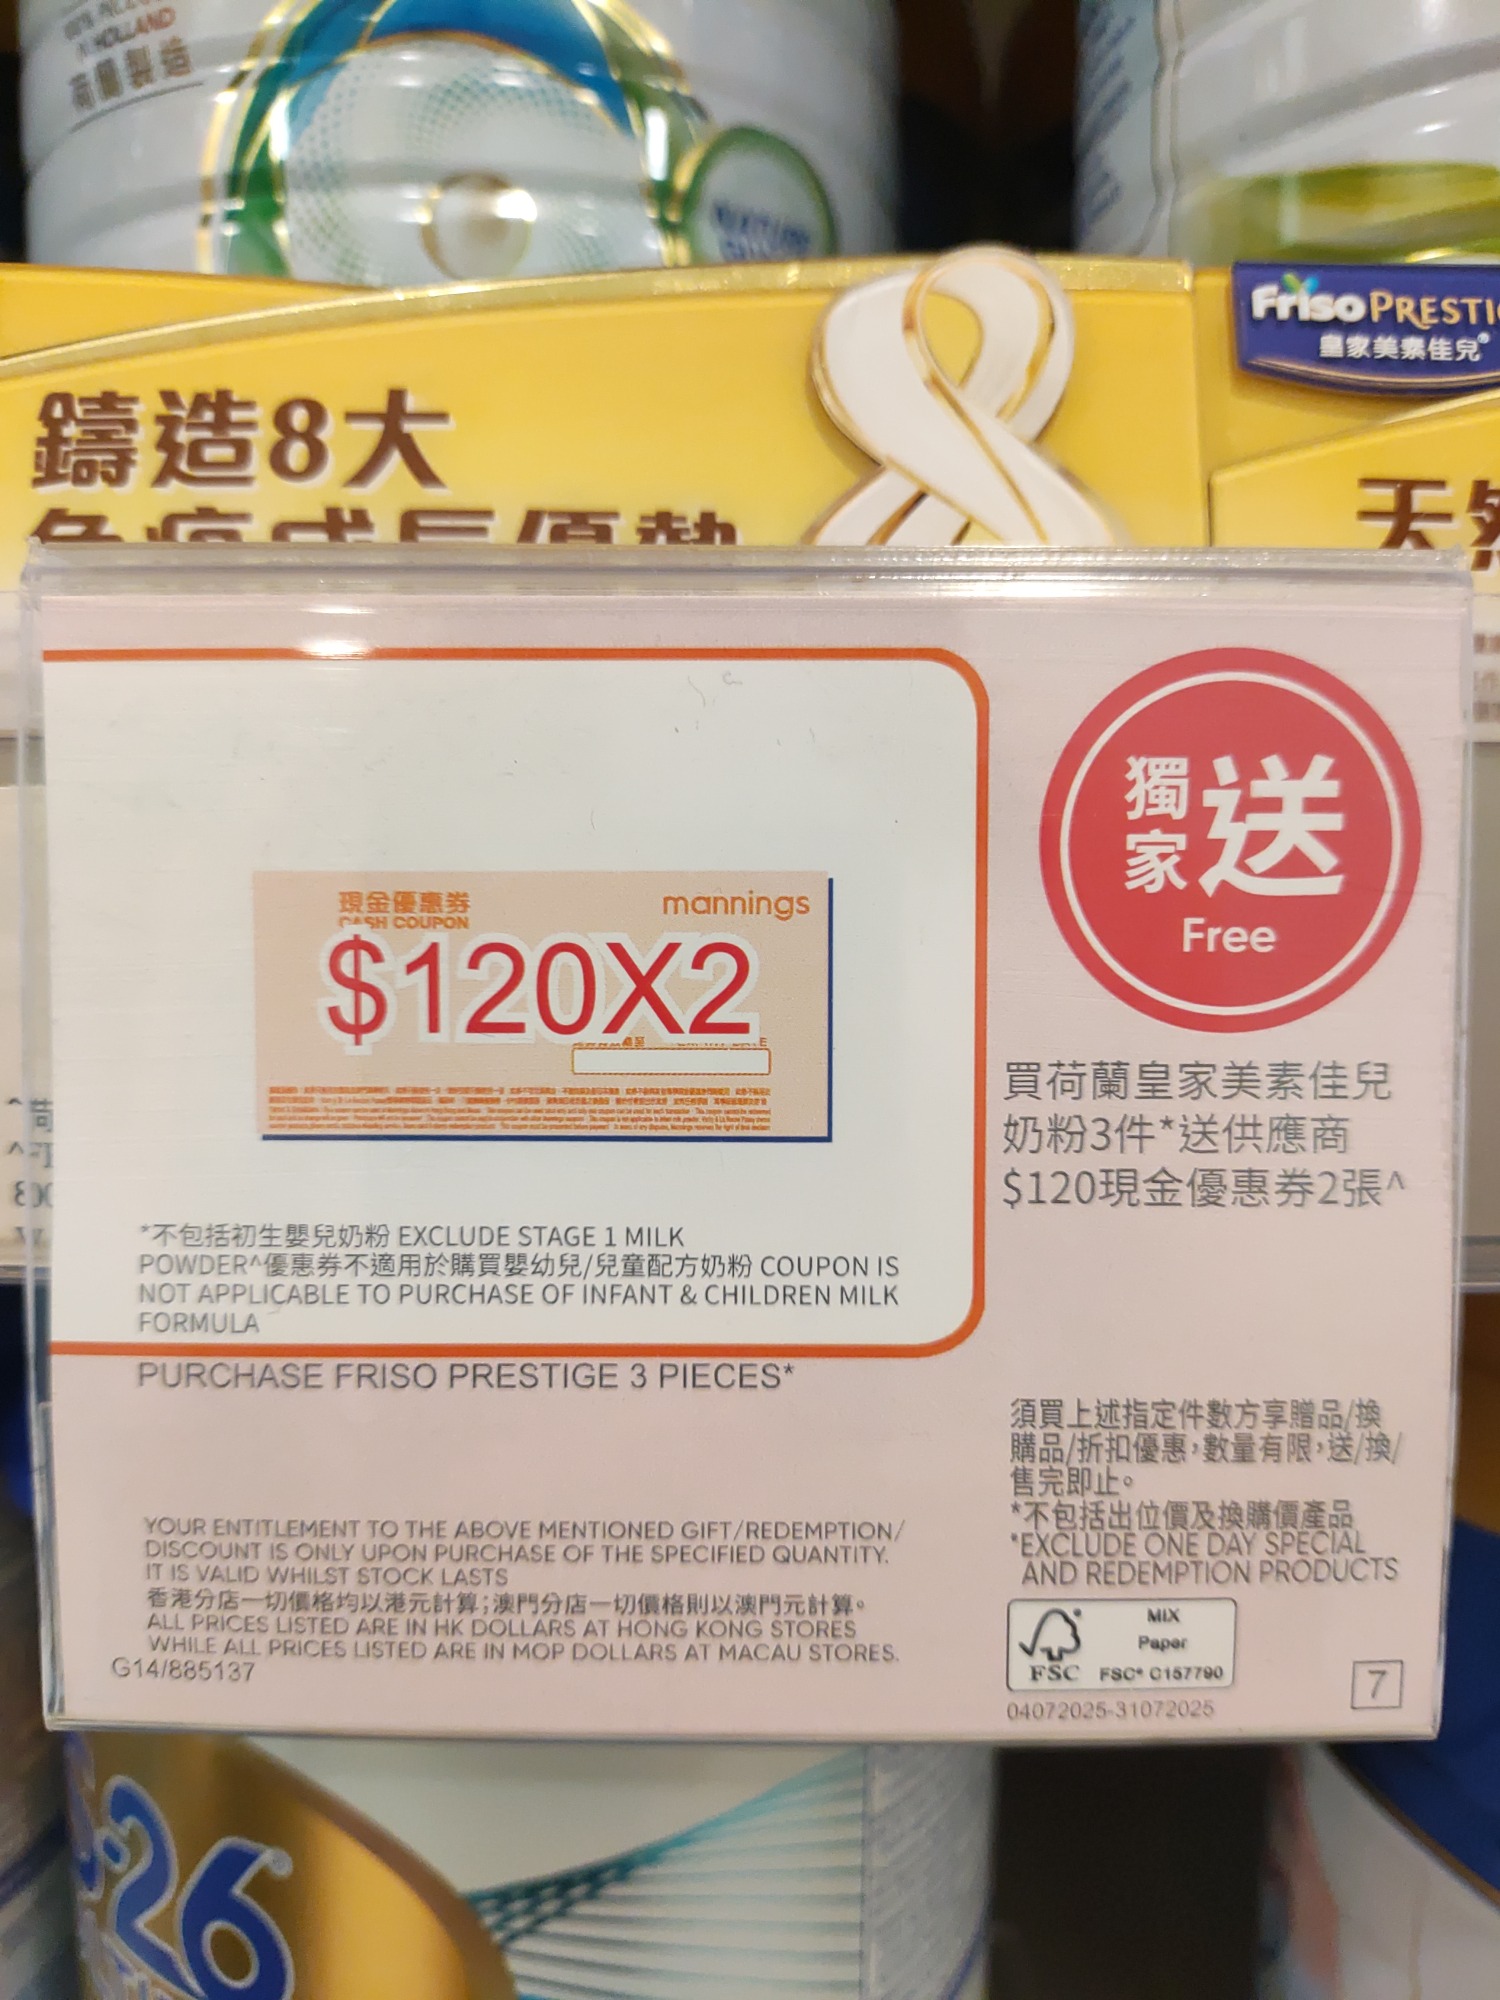 HOLLAND
荷蘭製造
Friso PRESTI
皇家美素佳兒®
鑄造8大
免疫成長優勢
現金優惠券
CASH COUPON
mannings
$120X2
獨家送
Free
買荷蘭皇家美素佳兒
奶粉3件*送供應商
$120現金優惠券2張^
*不包括初生嬰兒奶粉 EXCLUDE STAGE 1 MILK
POWDER^優惠券不適用於購買嬰幼兒/兒童配方奶粉 COUPON IS
NOT APPLICABLE TO PURCHASE OF INFANT & CHILDREN MILK
FORMULA
PURCHASE FRISO PRESTIGE 3 PIECES*
須買上述指定件數方享贈品/換
購品/折扣優惠，數量有限，送/換/
售完即止。
*不包括出位價及換購價產品
*EXCLUDE ONE DAY SPECIAL
AND REDEMPTION PRODUCTS
YOUR ENTITLEMENT TO THE ABOVE MENTIONED GIFT/REDEMPTION/
DISCOUNT IS ONLY UPON PURCHASE OF THE SPECIFIED QUANTITY.
IT IS VALID WHILST STOCK LASTS
香港分店一切價格均以港元計算；澳門分店一切價格則以澳門元計算。
ALL PRICES LISTED ARE IN HK DOLLARS AT HONG KONG STORES
WHILE ALL PRICES LISTED ARE IN MOP DOLLARS AT MACAU STORES.
G14/885137
FSC
MIX
Paper
FSC® C157790
04072025-31072025
7
26